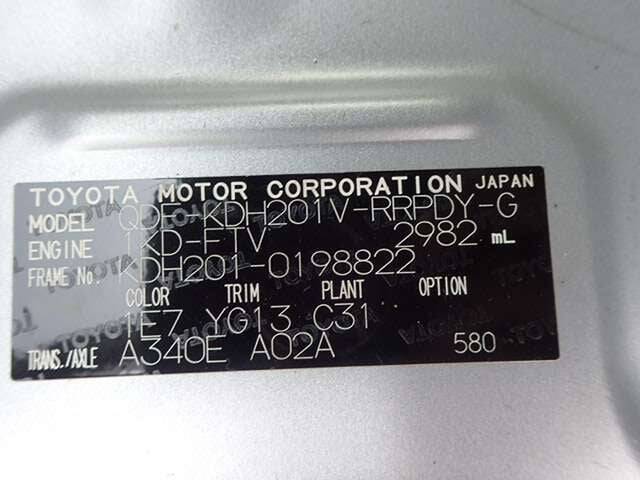 TOYOTA MOTOR CORPORATION JAPAN
MODEL QDF-KDH201V-RRPDY-G
ENGINE 1KD-FTV 2982 mL
FRAME No. KDH201-0198822
COLOR TRIM PLANT OPTION
1E7 YG13 C31
TRANS./AXLE A340E A02A 580